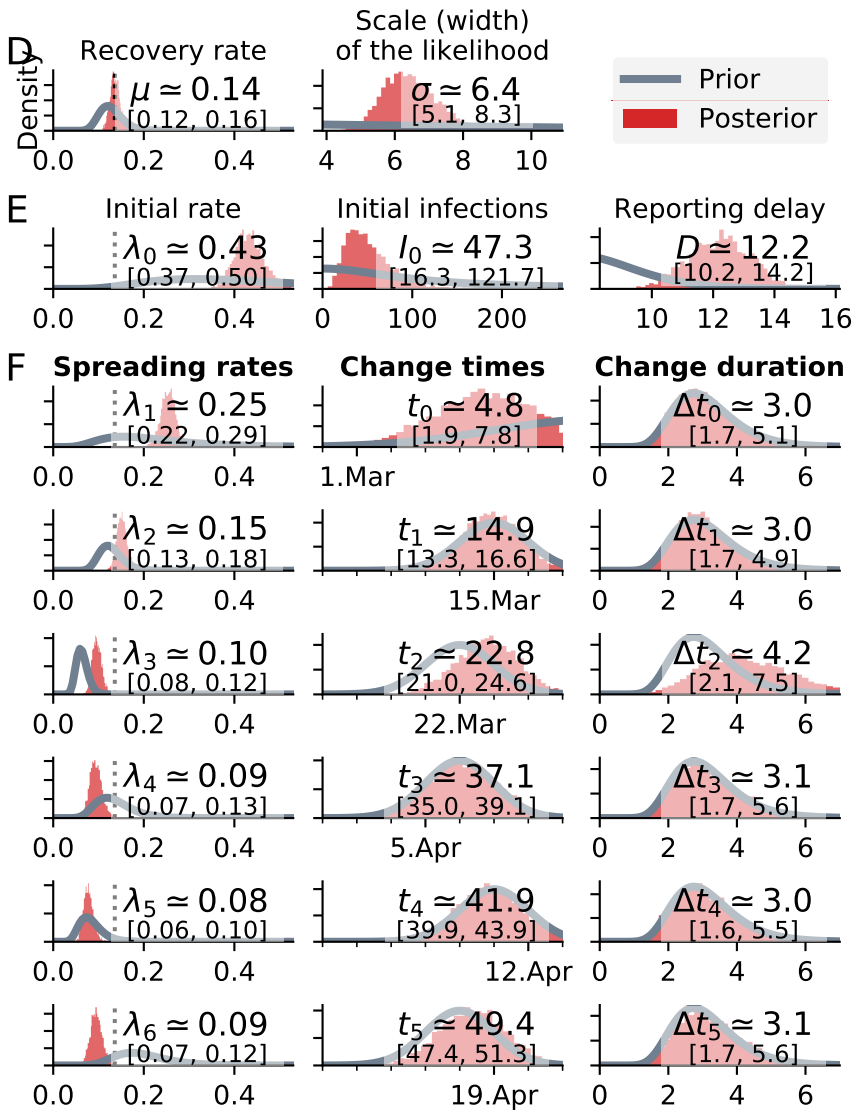 D
Density
Recovery rate
μ ≃ 0.14
[0.12, 0.16]
0.0 0.2 0.4
Scale (width)
of the likelihood
σ ≃ 6.4
[5.1, 8.3]
4 6 8 10
Prior
Posterior
E
Initial rate
λ0 ≃ 0.43
[0.37, 0.50]
0.0 0.2 0.4
Initial infections
I0 ≃ 47.3
[16.3, 121.7]
0 100 200
Reporting delay
D ≃ 12.2
[10.2, 14.2]
10 12 14 16
F
Spreading rates Change times Change duration
λ1 ≃ 0.25 t0 ≃ 4.8 Δt0 ≃ 3.0
[0.22, 0.29] [1.9, 7.8] [1.7, 5.1]
0.0 0.2 0.4 1.Mar 0 2 4 6
λ2 ≃ 0.15 t1 ≃ 14.9 Δt1 ≃ 3.0
[0.13, 0.18] [13.3, 16.6] [1.7, 4.9]
0.0 0.2 0.4 15.Mar 0 2 4 6
λ3 ≃ 0.10 t2 ≃ 22.8 Δt2 ≃ 4.2
[0.08, 0.12] [21.0, 24.6] [2.1, 7.5]
0.0 0.2 0.4 22.Mar 0 2 4 6
λ4 ≃ 0.09 t3 ≃ 37.1 Δt3 ≃ 3.1
[0.07, 0.13] [35.0, 39.1] [1.7, 5.6]
0.0 0.2 0.4 5.Apr 0 2 4 6
λ5 ≃ 0.08 t4 ≃ 41.9 Δt4 ≃ 3.0
[0.06, 0.10] [39.9, 43.9] [1.6, 5.5]
0.0 0.2 0.4 12.Apr 0 2 4 6
λ6 ≃ 0.09 t5 ≃ 49.4 Δt5 ≃ 3.1
[0.07, 0.12] [47.4, 51.3] [1.7, 5.6]
0.0 0.2 0.4 19.Apr 0 2 4 6